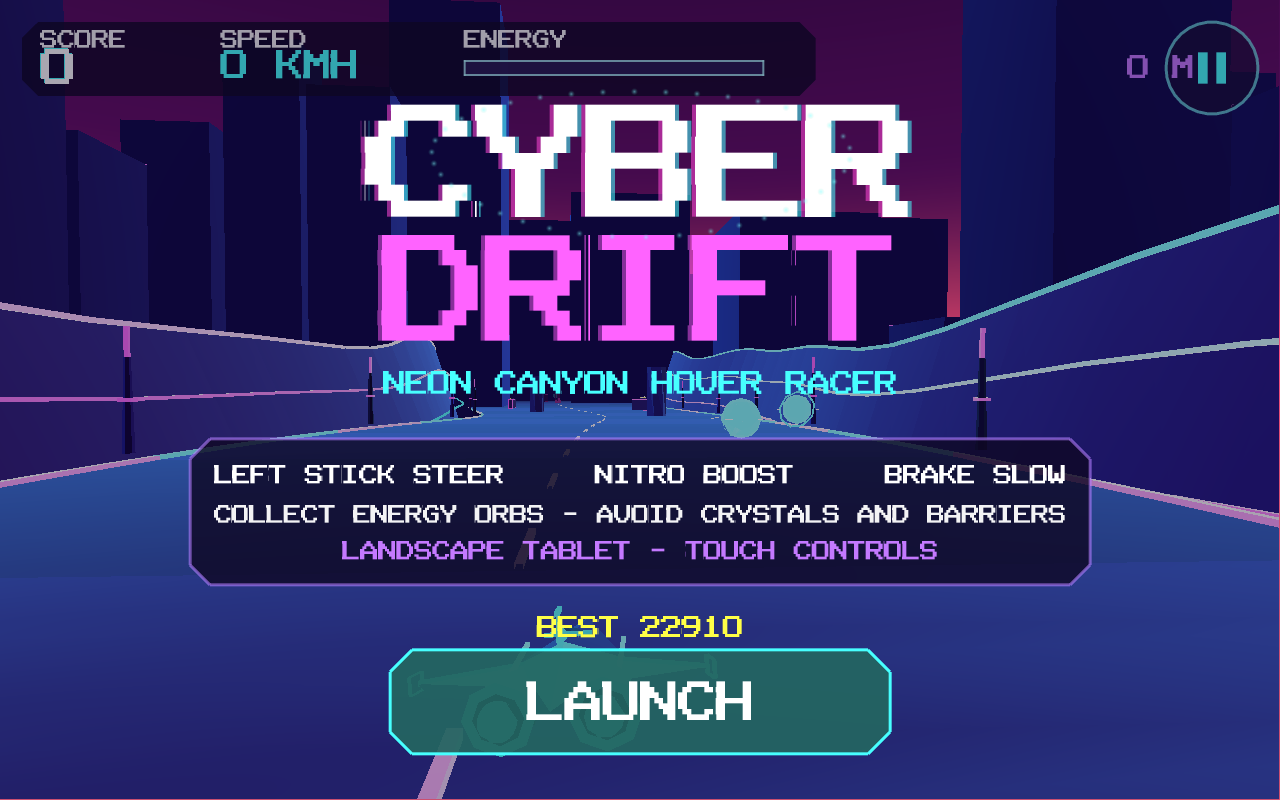 SCORE SPEED ENERGY
0 0 KMH 0 M
CYBER
DRIFT
NEON CANYON HOVER RACER
LEFT STICK STEER NITRO BOOST BRAKE SLOW
COLLECT ENERGY ORBS - AVOID CRYSTALS AND BARRIERS
LANDSCAPE TABLET - TOUCH CONTROLS
BEST 22910
LAUNCH